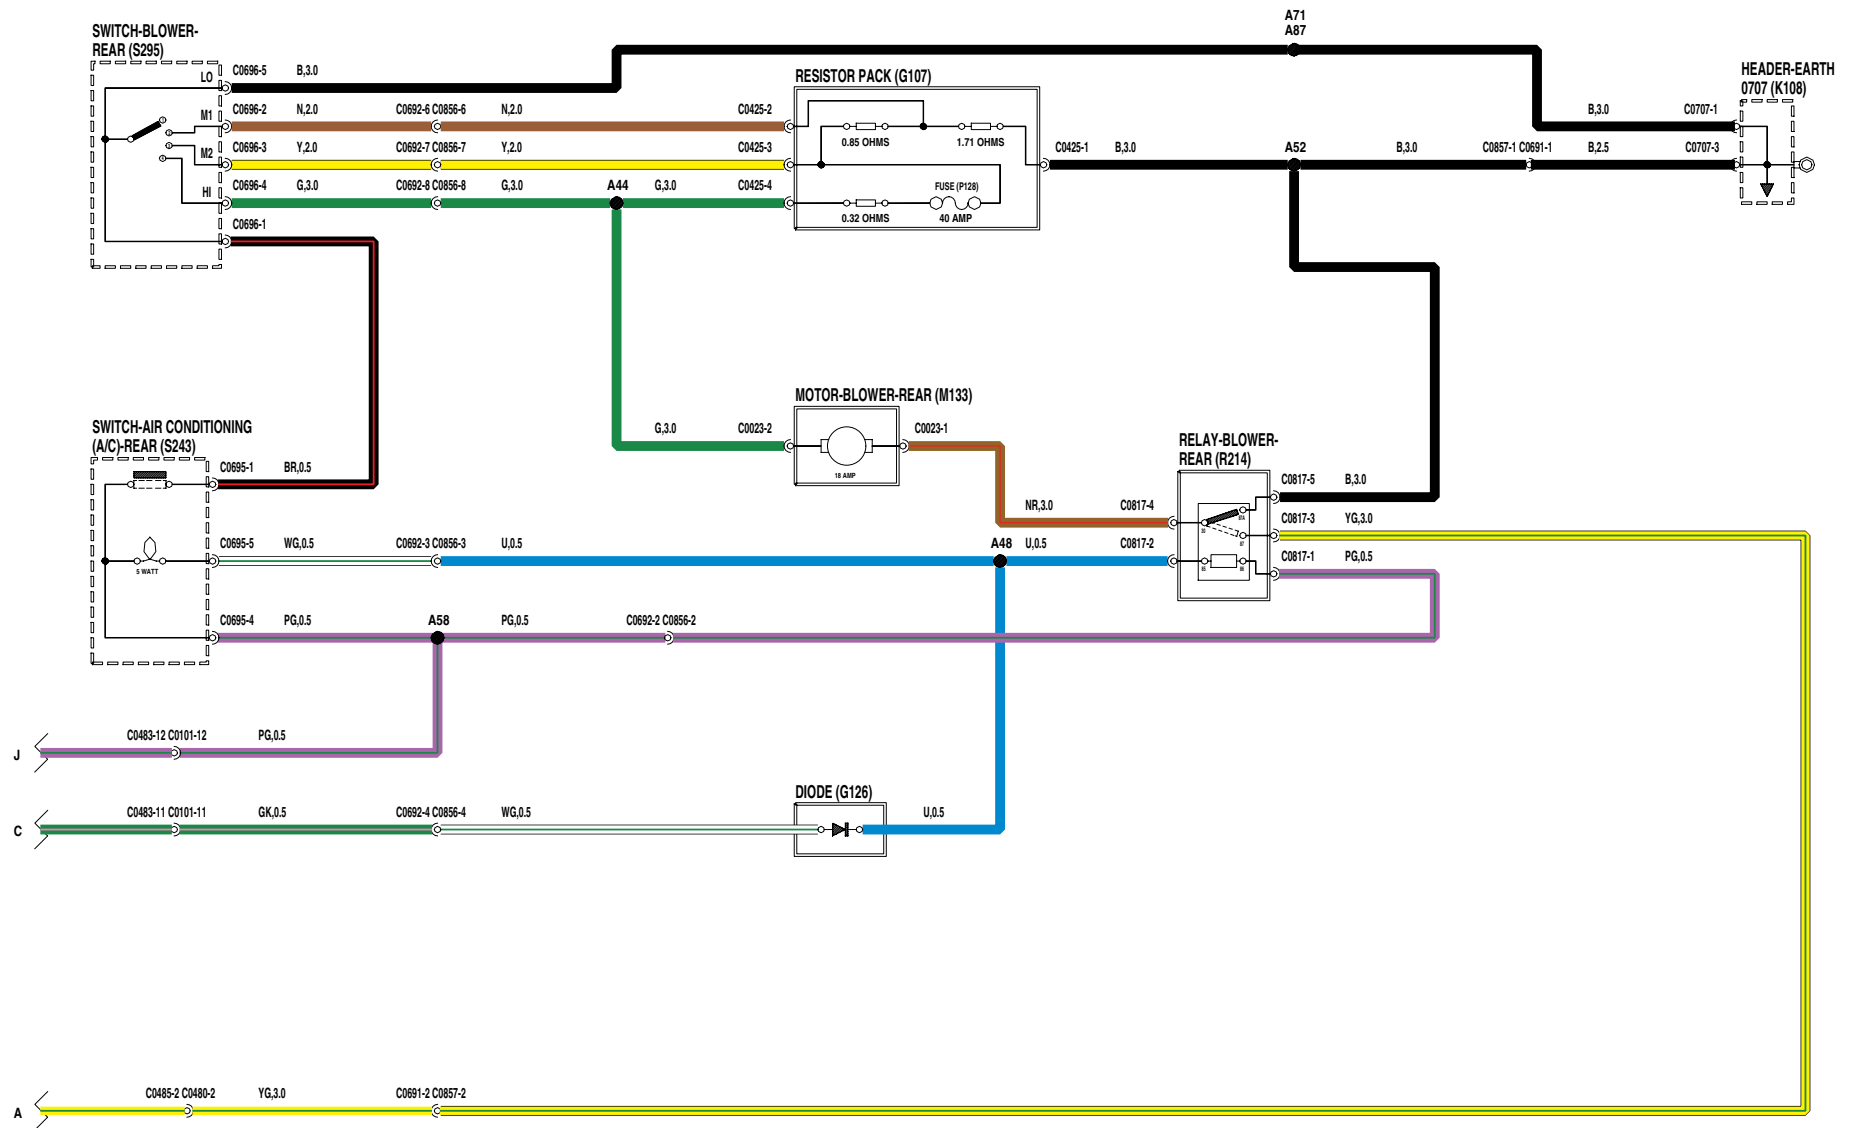 A71
A87
SWITCH-BLOWER-
REAR (S295)
LO
C0696-5 B,3.0
RESISTOR PACK (G107)
HEADER-EARTH
0707 (K108)
M1
C0696-2 N,2.0 C0692-6 C0856-6 N,2.0 C0425-2
B,3.0 C0707-1
0.85 OHMS 1.71 OHMS
M2
C0696-3 Y,2.0 C0692-7 C0856-7 Y,2.0 C0425-3
C0425-1 B,3.0 A52 B,3.0 C0857-1 C0691-1 B,2.5 C0707-3
HI
C0696-4 G,3.0 C0692-8 C0856-8 G,3.0 A44 G,3.0 C0425-4
FUSE (P128)
0.32 OHMS 40 AMP
C0696-1
MOTOR-BLOWER-REAR (M133)
SWITCH-AIR CONDITIONING
(A/C)-REAR (S243)
G,3.0 C0023-2 C0023-1
18 AMP
RELAY-BLOWER-
REAR (R214)
C0695-1 BR,0.5
C0817-5 B,3.0
NR,3.0 C0817-4
C0817-3 YG,3.0
30 87A
87
C0695-5 WG,0.5 C0692-3 C0856-3 U,0.5 A48 U,0.5 C0817-2
C0817-1 PG,0.5
85 86
5 WATT
C0695-4 PG,0.5 A58 PG,0.5 C0692-2 C0856-2
C0483-12 C0101-12 PG,0.5
J
DIODE (G126)
C0483-11 C0101-11 GK,0.5 C0692-4 C0856-4 WG,0.5 U,0.5
C
C0485-2 C0480-2 YG,3.0 C0691-2 C0857-2
A